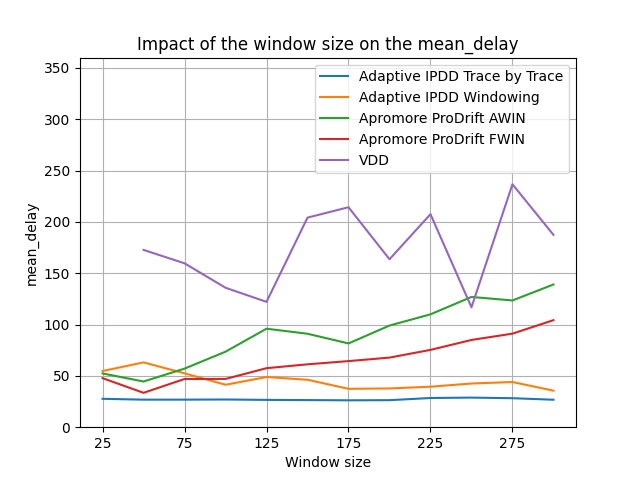 Impact of the window size on the mean_delay
Adaptive IPDD Trace by Trace
Adaptive IPDD Windowing
Apromore ProDrift AWIN
Apromore ProDrift FWIN
VDD
mean_delay
350
300
250
200
150
100
50
0
25 75 125 175 225 275
Window size